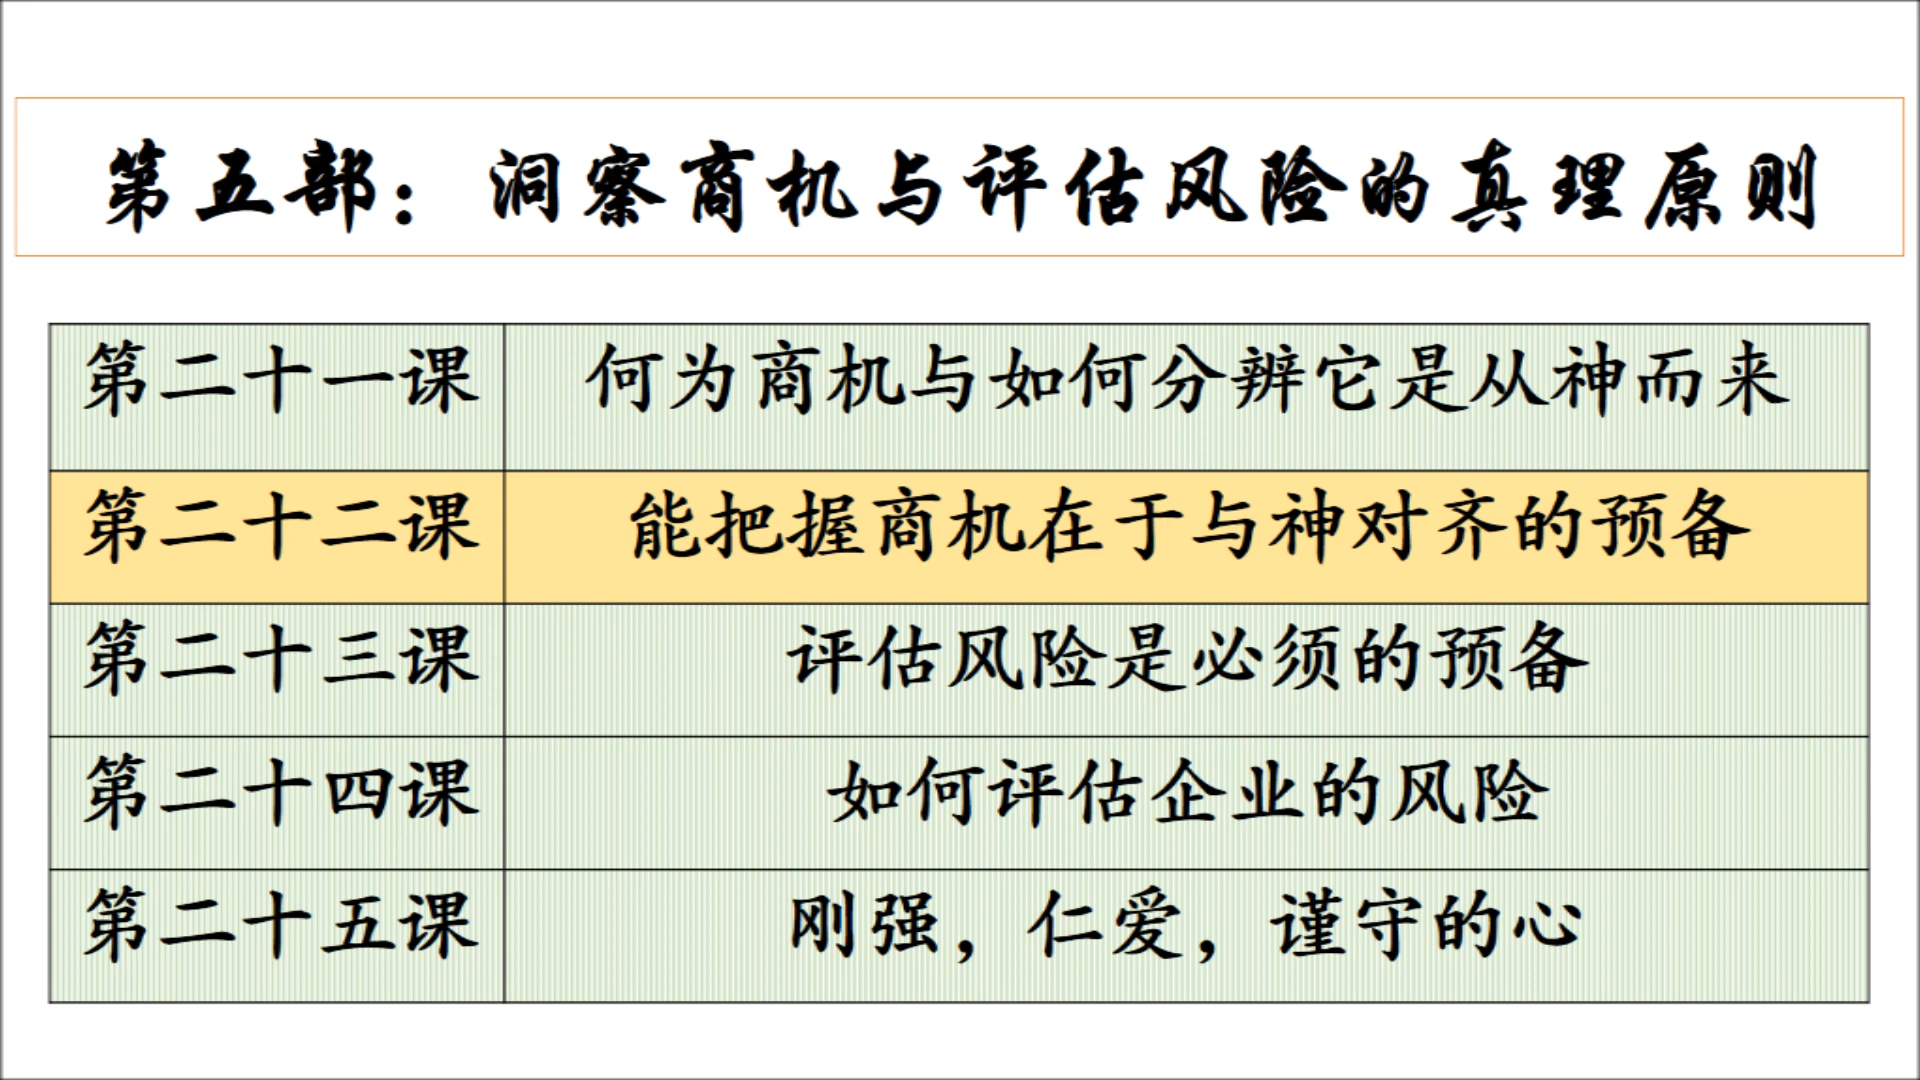 第五部：洞察商机与评估风险的真理原则
第二十一课 何为商机与如何分辨它是从神而来
第二十二课 能把握商机在于与神对齐的预备
第二十三课 评估风险是必须的预备
第二十四课 如何评估企业的风险
第二十五课 刚强，仁爱，谨守的心